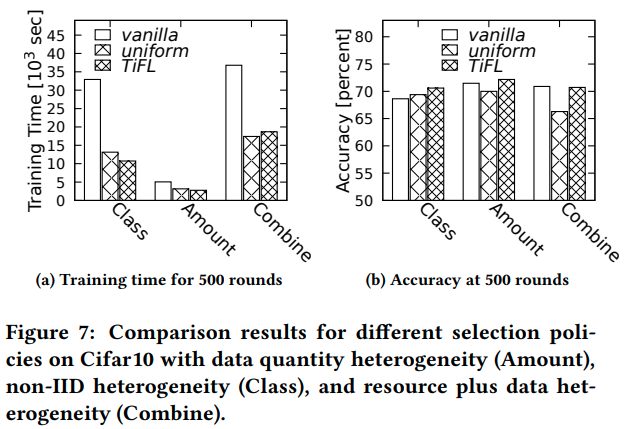 Training Time [10³ sec]
45
40
35
30
25
20
15
10
5
0
vanilla
uniform
TiFL
Class
Amount
Combine
(a) Training time for 500 rounds
Accuracy [percent]
80
75
70
65
60
55
50
vanilla
uniform
TiFL
Class
Amount
Combine
(b) Accuracy at 500 rounds
Figure 7: Comparison results for different selection poli-
cies on Cifar10 with data quantity heterogeneity (Amount),
non-IID heterogeneity (Class), and resource plus data het-
erogeneity (Combine).